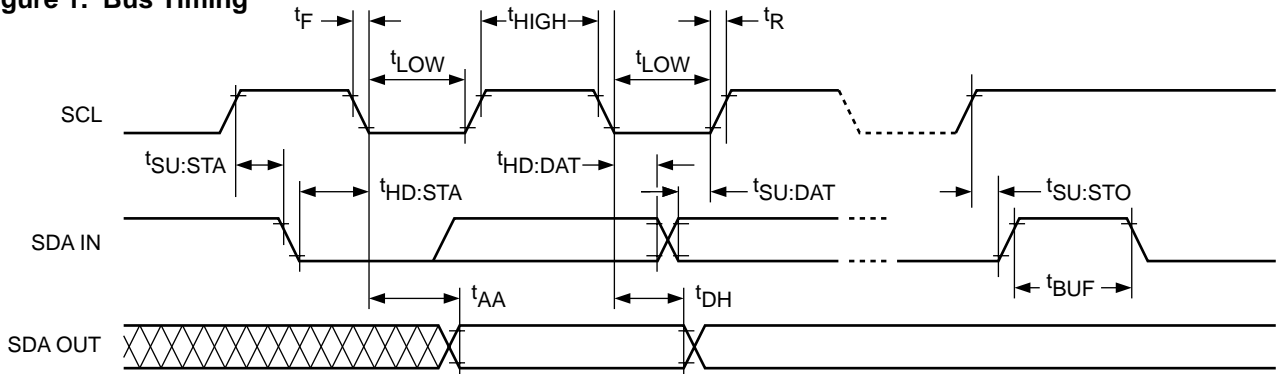 igure 1. Bus Timing
tF
tHIGH
tR
tLOW
tLOW
SCL
tSU:STA
tHD:STA
tHD:DAT
tSU:DAT
tSU:STO
SDA IN
tBUF
tAA
tDH
SDA OUT